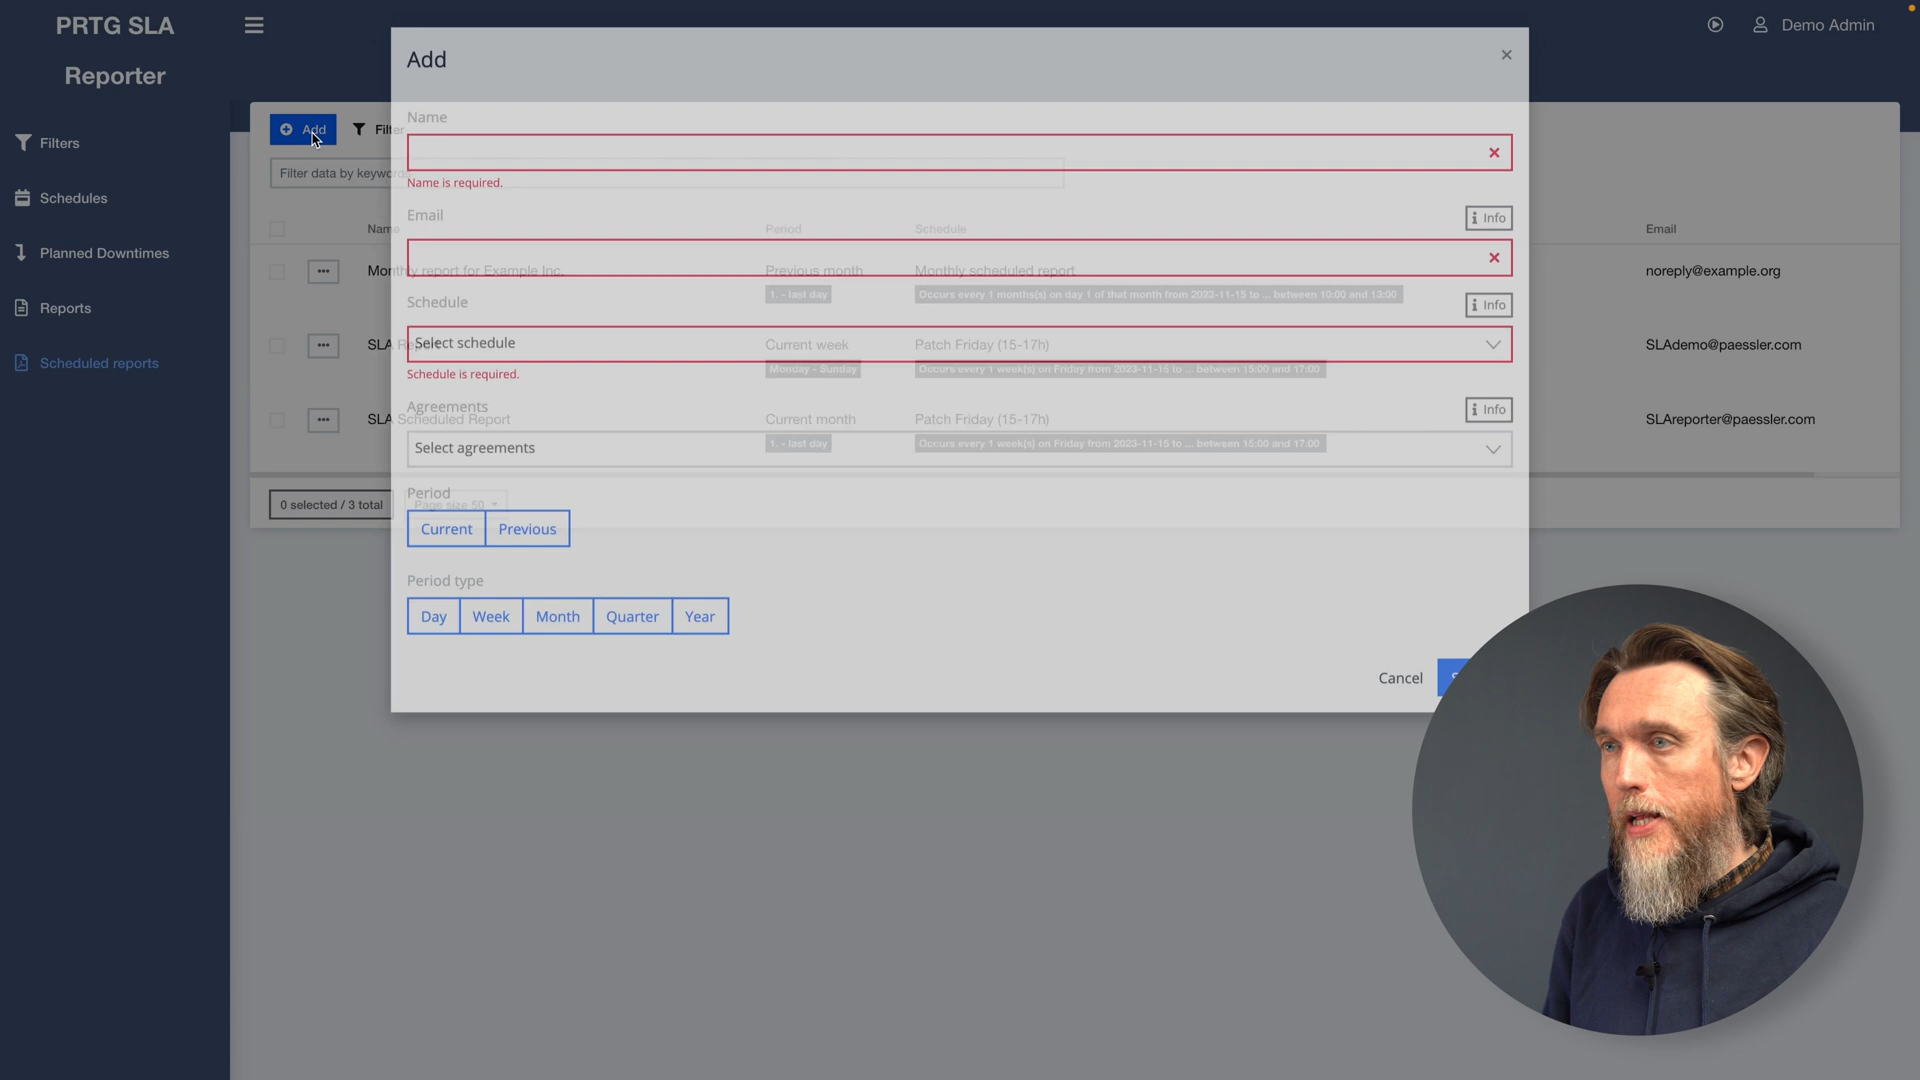 PRTG SLA
Reporter
Demo Admin
Filters
Schedules
Planned Downtimes
Reports
Scheduled reports
Add
Filter
Filter data by keywords
Name
Period
Schedule
Email
Monthly report for Example Inc.
Previous month
Monthly scheduled report
noreply@example.org
1. - last day
Occurs every 1 months(s) on day 1 of that month from 2023-11-15 to ... between 10:00 and 13:00
SLA Report
Current week
Patch Friday (15-17h)
SLAdemo@paessler.com
Monday - Sunday
Occurs every 1 week(s) on Friday from 2023-11-15 to ... between 15:00 and 17:00
SLA Scheduled Report
Current month
Patch Friday (15-17h)
SLAreporter@paessler.com
1. - last day
Occurs every 1 week(s) on Friday from 2023-11-15 to ... between 15:00 and 17:00
0 selected / 3 total
Page size 50
Add
Name
Name is required.
Email
Info
Schedule
Info
Select schedule
Schedule is required.
Agreements
Info
Select agreements
Period
Current
Previous
Period type
Day
Week
Month
Quarter
Year
Cancel